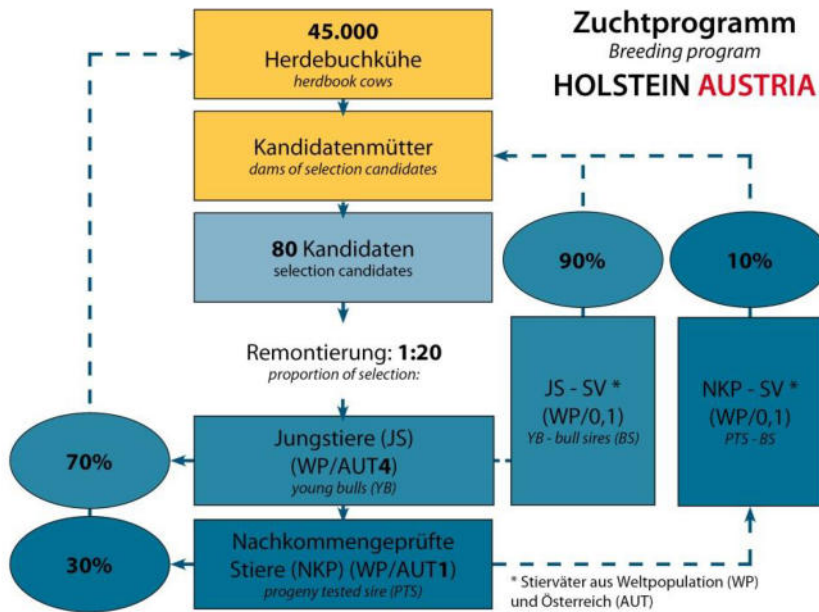 45.000
Herdebuchkühe
herdbook cows
Zuchtprogramm
Breeding program
HOLSTEIN AUSTRIA
Kandidatenmütter
dams of selection candidates
80 Kandidaten
selection candidates
90%
10%
Remontierung: 1:20
proportion of selection:
JS - SV *
(WP/0,1)
YB - bull sires (BS)
NKP - SV *
(WP/0,1)
PTS - BS
70%
Jungstiere (JS)
(WP/AUT4)
young bulls (YB)
30%
Nachkommengeprüfte
Stiere (NKP) (WP/AUT1)
progeny tested sire (PTS)
* Stierväter aus Weltpopulation (WP)
und Österreich (AUT)